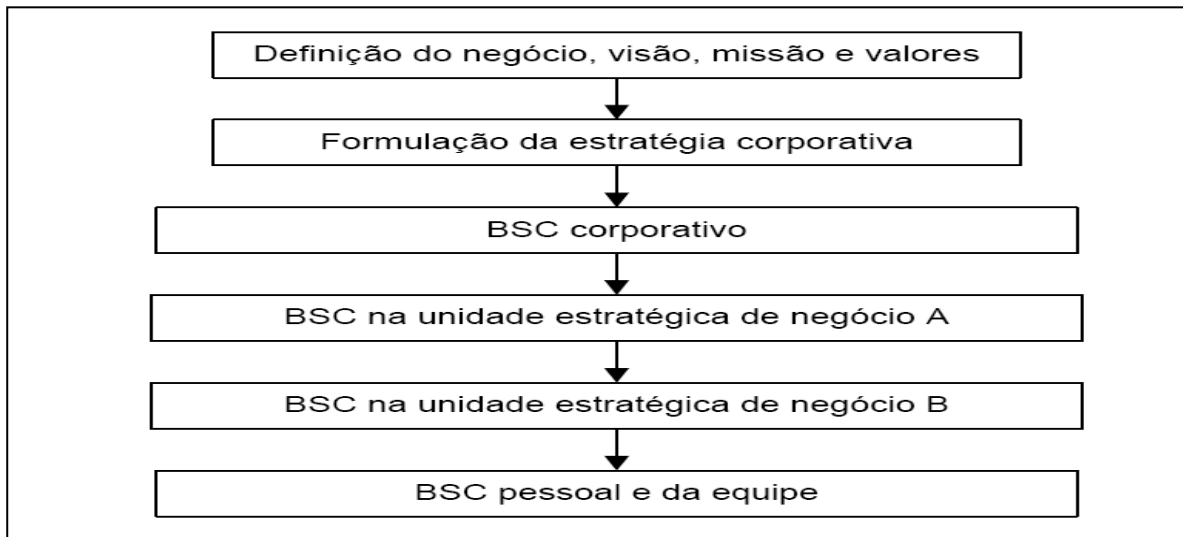 Definição do negócio, visão, missão e valores
Formulação da estratégia corporativa
BSC corporativo
BSC na unidade estratégica de negócio A
BSC na unidade estratégica de negócio B
BSC pessoal e da equipe